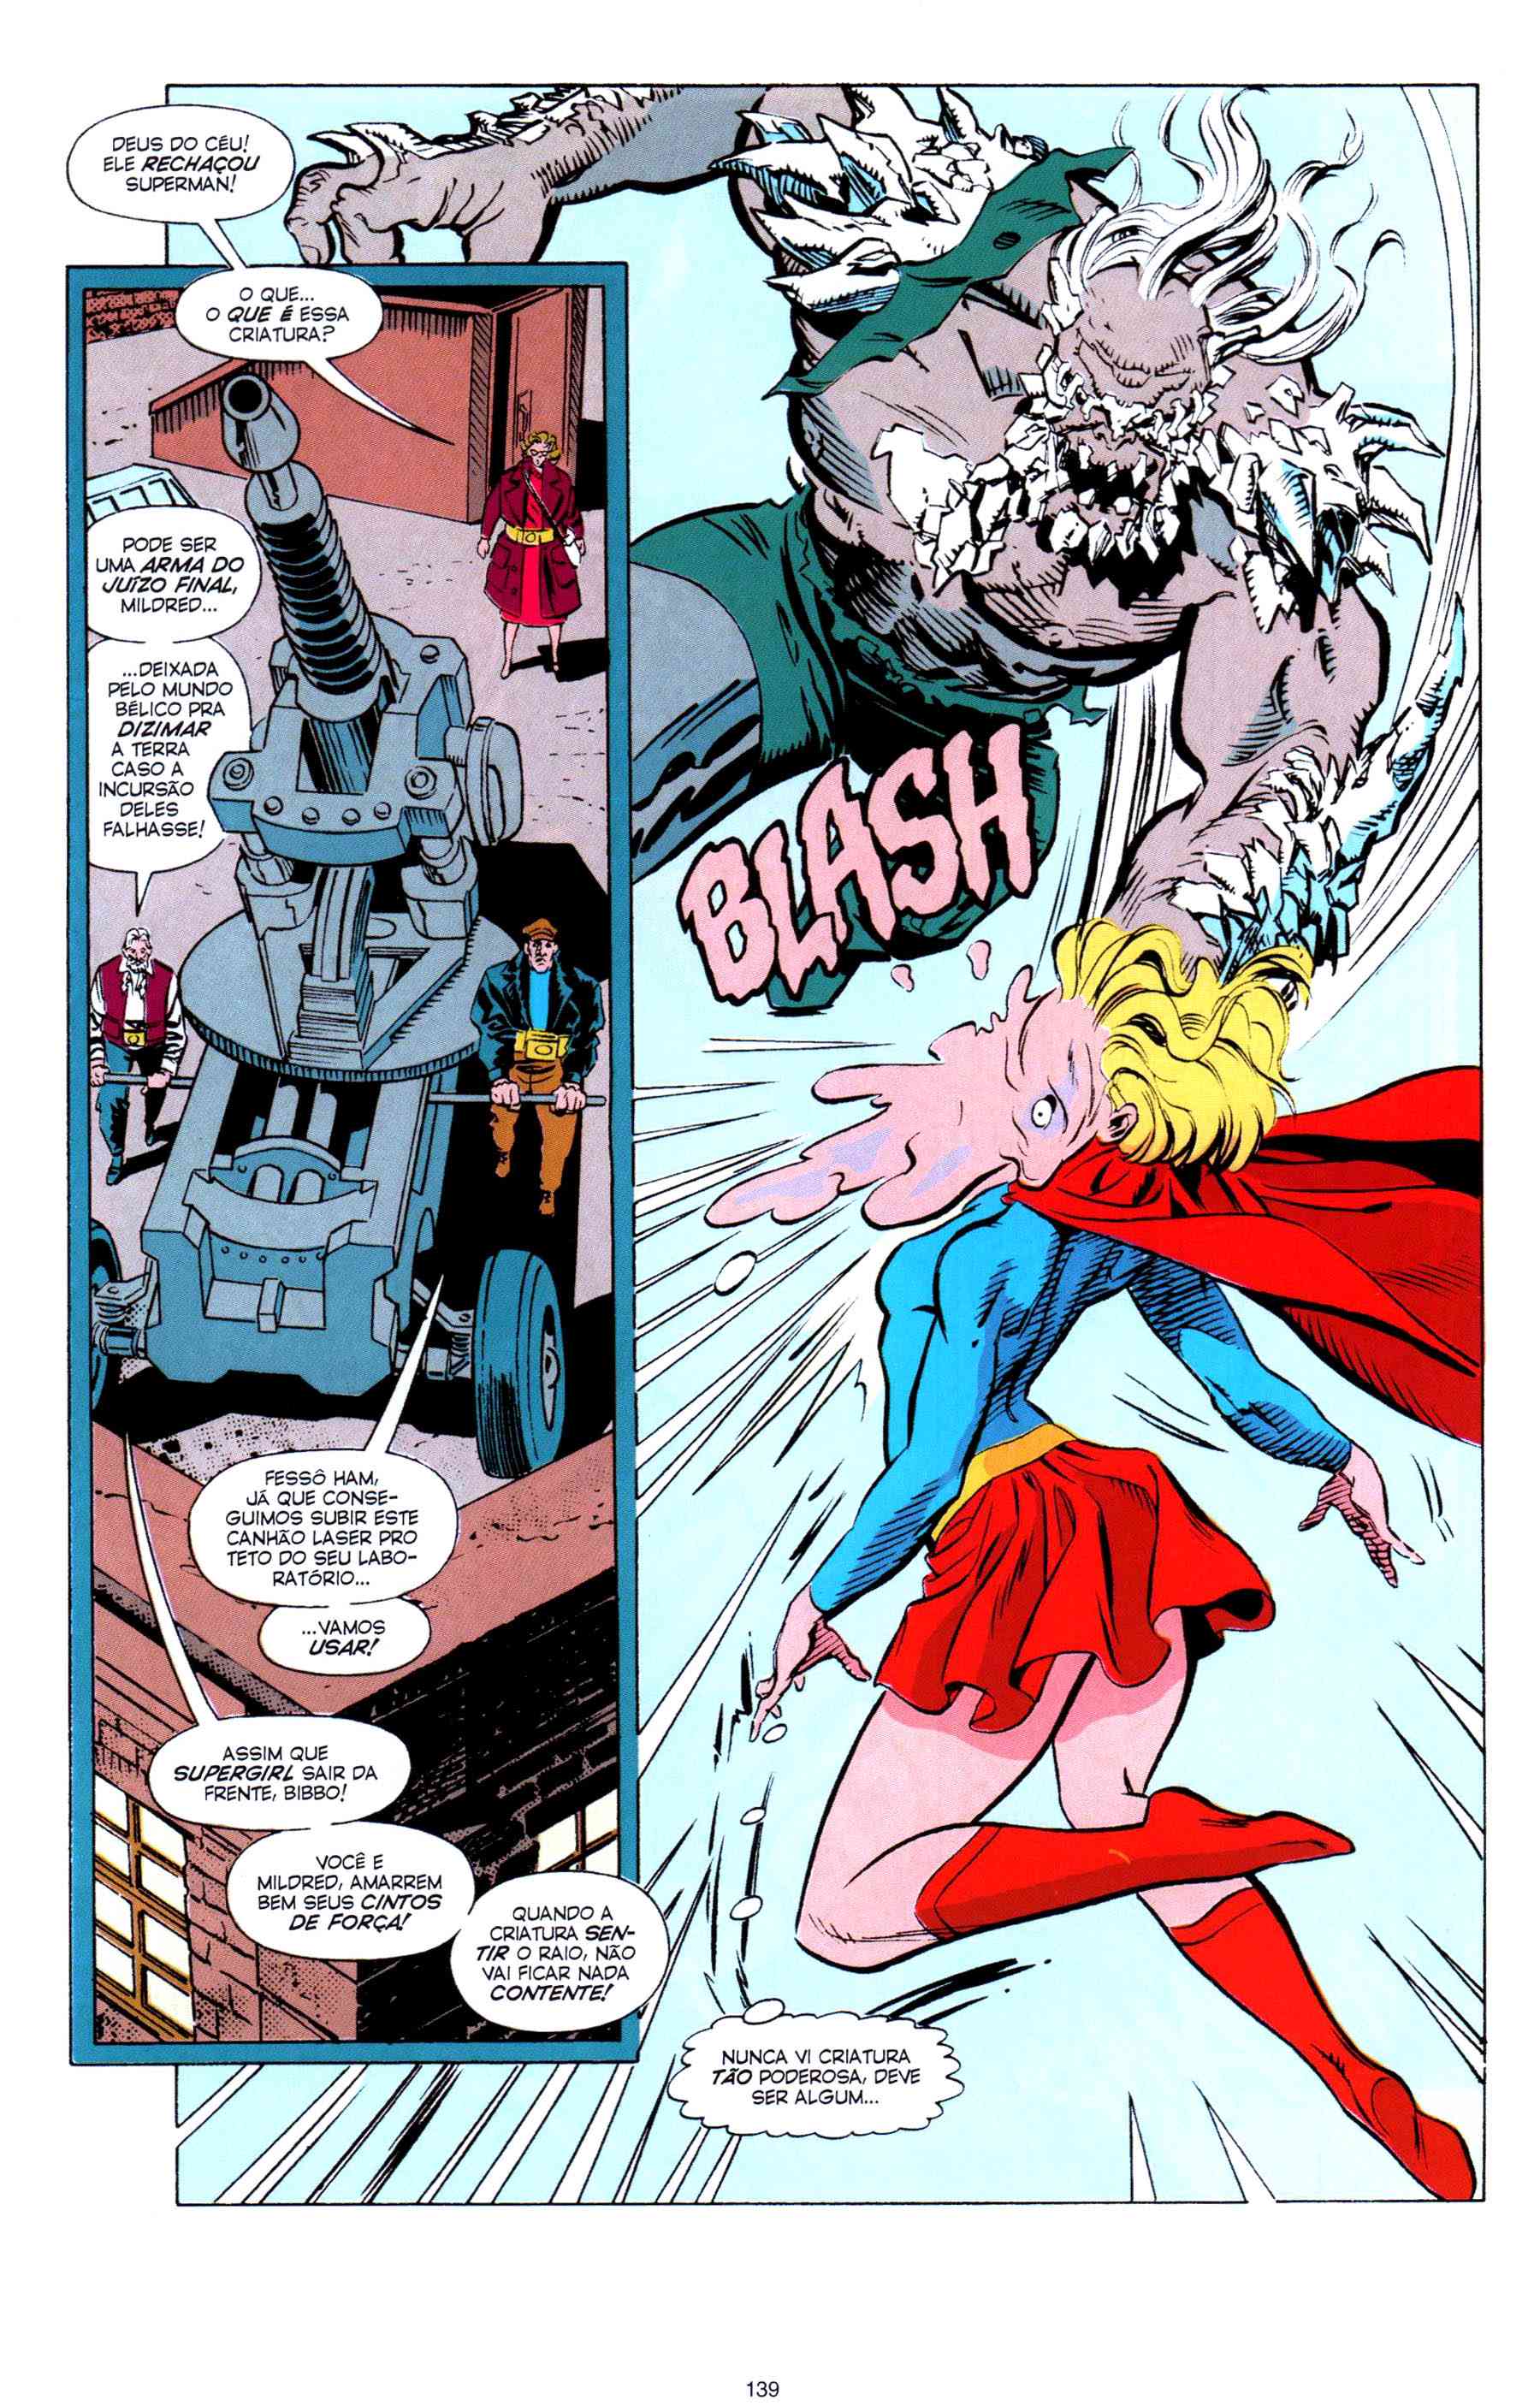 DEUS DO CÉU!
ELE RECHAÇOU
SUPERMAN!
O QUE...
O QUE É ESSA
CRIATURA?
PODE SER
UMA ARMA DO
JUÍZO FINAL,
MILDRED...
...DEIXADA
PELO MUNDO
BÉLICO PRA
DIZIMAR
A TERRA
CASO A
INCURSÃO
DELES
FALHASSE!
FESSÔ HAM,
JÁ QUE CONSE-
GUIMOS SUBIR ESTE
CANHÃO LASER PRO
TETO DO SEU LABO-
RATÓRIO...
...VAMOS
USAR!
ASSIM QUE
SUPERGIRL SAIR DA
FRENTE, BIBBO!
VOCÊ E
MILDRED, AMARREM
BEM SEUS CINTOS
DE FORÇA!
QUANDO A
CRIATURA SEN-
TIR O RAIO, NÃO
VAI FICAR NADA
CONTENTE!
BLASH
NUNCA VI CRIATURA
TÃO PODEROSA, DEVE
SER ALGUM...
139